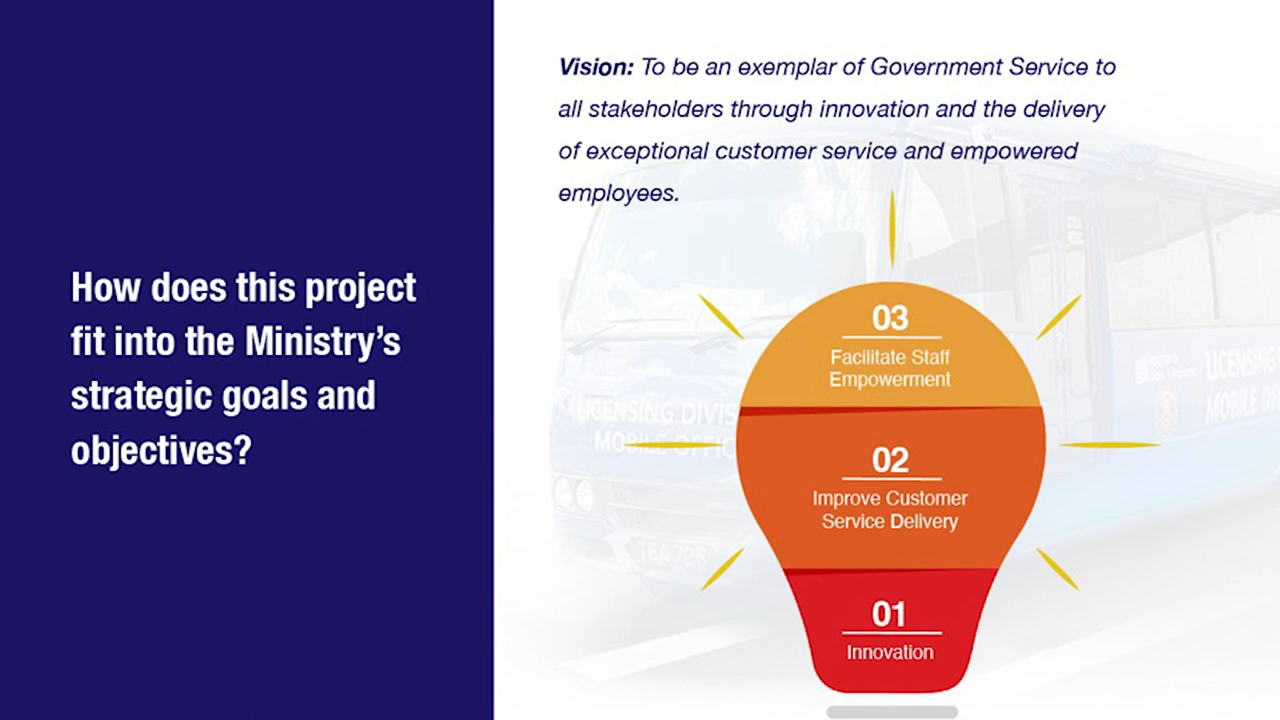 How does this project
fit into the Ministry’s
strategic goals and
objectives?
Vision: To be an exemplar of Government Service to
all stakeholders through innovation and the delivery
of exceptional customer service and empowered
employees.
03
Facilitate Staff
Empowerment
02
Improve Customer
Service Delivery
01
Innovation
LICENSING
MOBILE